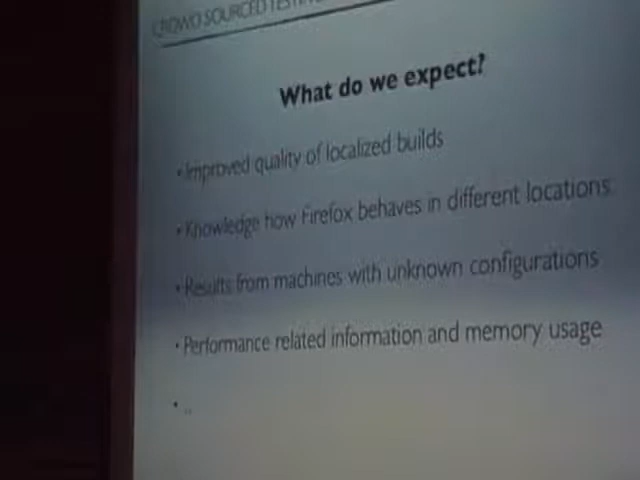 CROWD SOURCED TESTING
What do we expect?
• Improved quality of localized builds
• Knowledge how Firefox behaves in different locations
• Results from machines with unknown configurations
• Performance related information and memory usage
• ..